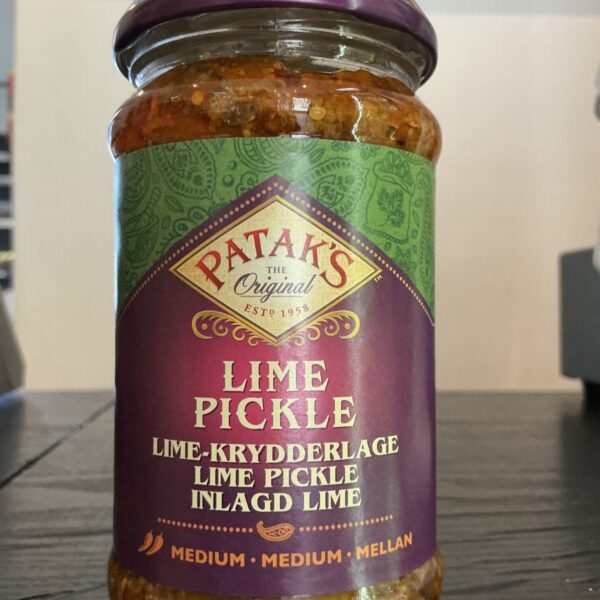 PATAK'S
THE
Original
ESTD 1958
LIME
PICKLE
LIME-KRYDDERLAGE
LIME PICKLE
INLAGD LIME
MEDIUM · MEDIUM · MELLAN